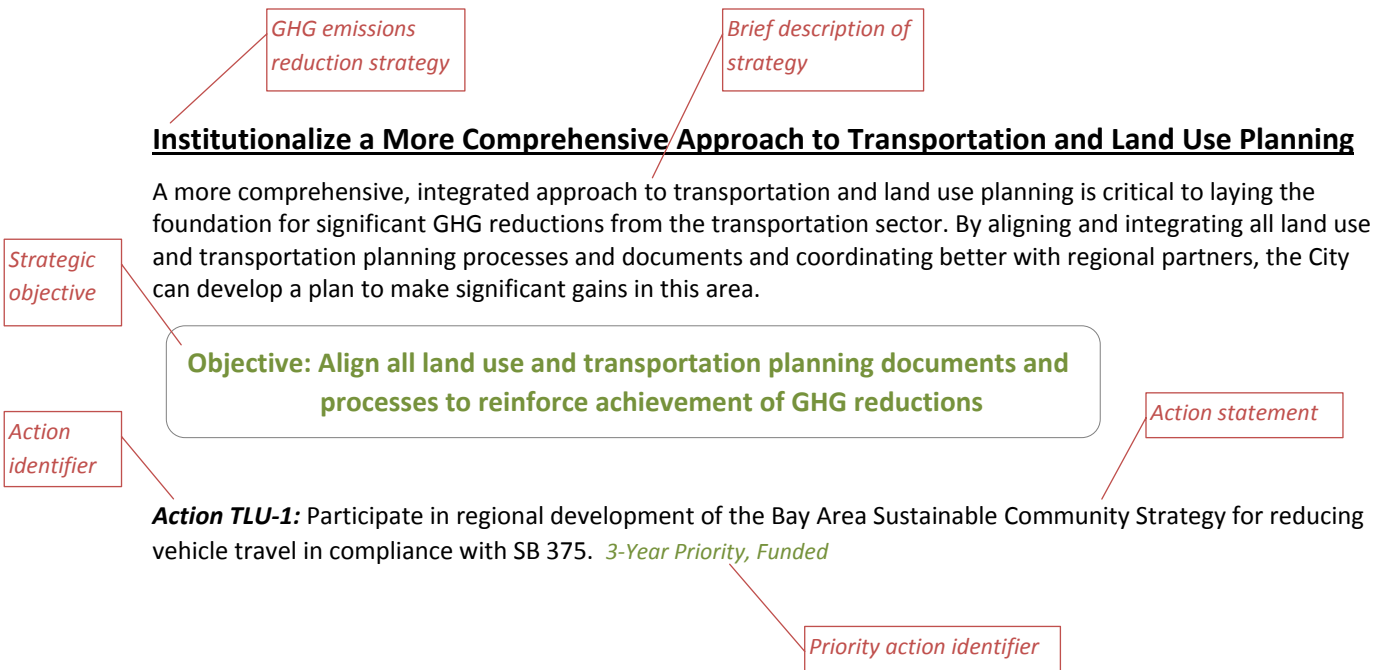 GHG emissions
reduction strategy
Brief description of
strategy
Institutionalize a More Comprehensive Approach to Transportation and Land Use Planning
A more comprehensive, integrated approach to transportation and land use planning is critical to laying the
foundation for significant GHG reductions from the transportation sector. By aligning and integrating all land use
and transportation planning processes and documents and coordinating better with regional partners, the City
can develop a plan to make significant gains in this area.
Strategic
objective
Objective: Align all land use and transportation planning documents and
processes to reinforce achievement of GHG reductions
Action statement
Action
identifier
Action TLU-1: Participate in regional development of the Bay Area Sustainable Community Strategy for reducing
vehicle travel in compliance with SB 375. 3-Year Priority, Funded
Priority action identifier